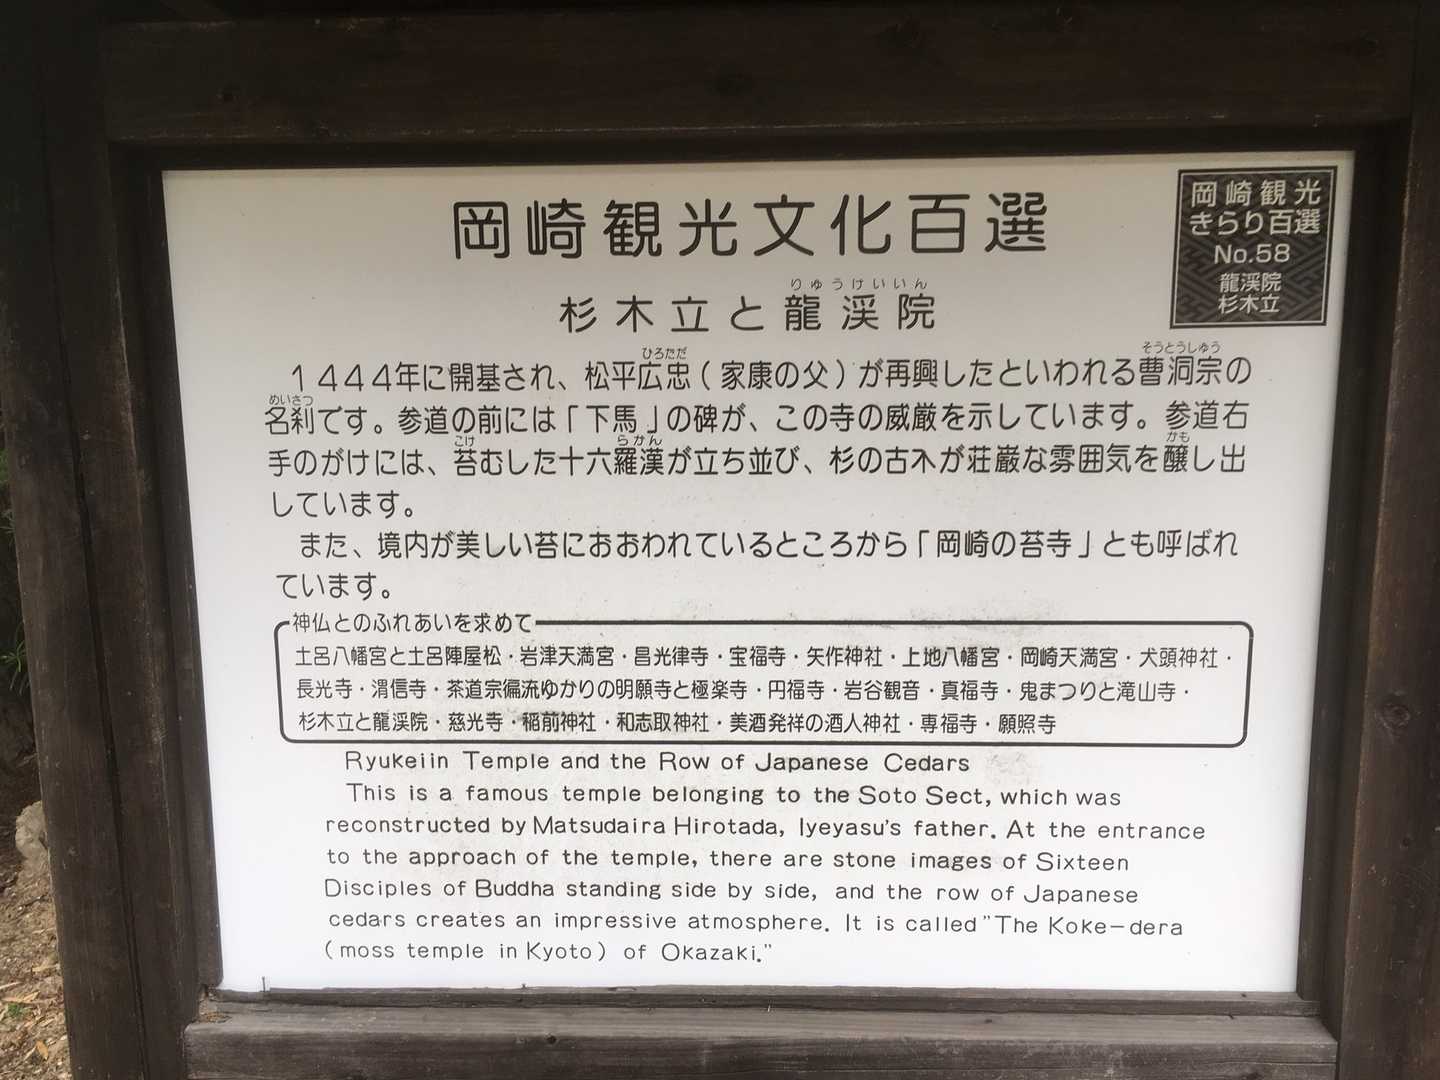 岡崎観光文化百選
岡崎観光
きらり百選
No.58
龍渓院
杉木立
りゅうけいいん
杉木立と龍渓院
ひろただ
そうとうしゅう
1444年に開基され、松平広忠(家康の父)が再興したといわれる曹洞宗の
めいさつ
名刹です。参道の前には「下馬」の碑が、この寺の威厳を示しています。参道右
こけ
らかん
かも
手のがけには、苔むした十六羅漢が立ち並び、杉の古木が荘厳な雰囲気を醸し出
しています。
また、境内が美しい苔におおわれているところから「岡崎の苔寺」とも呼ばれ
ています。
神仏とのふれあいを求めて
土呂八幡宮と土呂陣屋松・岩津天満宮・昌光律寺・宝福寺・矢作神社・上地八幡宮・岡崎天満宮・犬頭神社・
長光寺・渭信寺・茶道宗徧流ゆかりの明願寺と極楽寺・円福寺・岩谷観音・真福寺・鬼まつりと滝山寺・
杉木立と龍渓院・慈光寺・稲前神社・和志取神社・美酒発祥の酒人神社・専福寺・願照寺
Ryukeiin Temple and the Row of Japanese Cedars
This is a famous temple belonging to the Soto Sect, which was
reconstructed by Matsudaira Hirotada, Iyeyasu's father. At the entrance
to the approach of the temple, there are stone images of Sixteen
Disciples of Buddha standing side by side, and the row of Japanese
cedars creates an impressive atmosphere. It is called "The Koke-dera
(moss temple in Kyoto) of Okazaki."